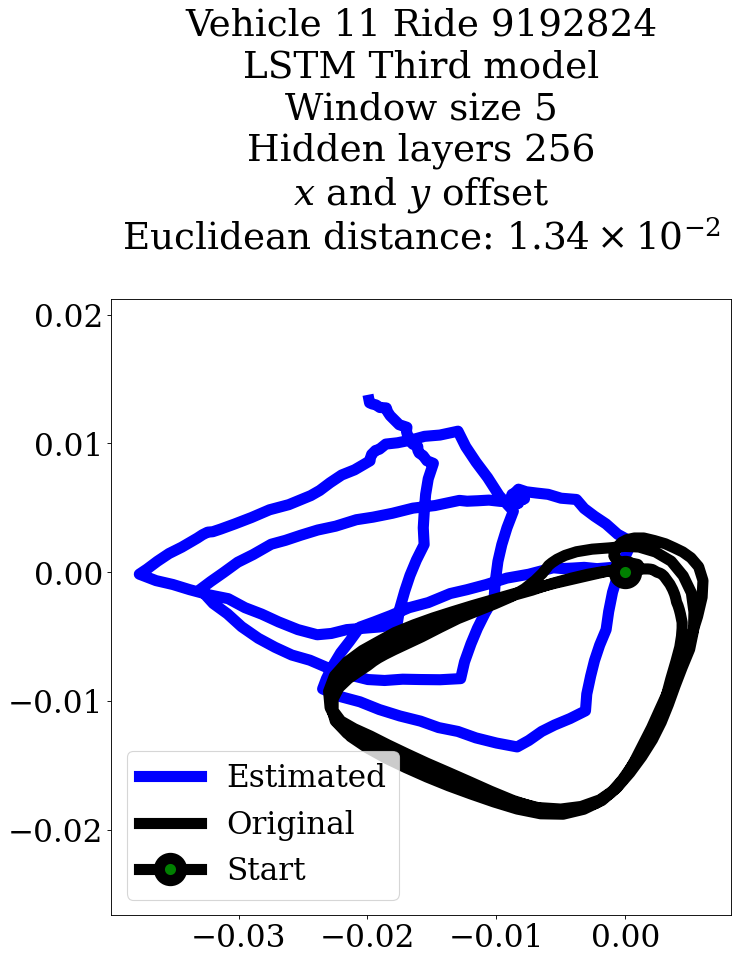 Vehicle 11 Ride 9192824
LSTM Third model
Window size 5
Hidden layers 256
x and y offset
Euclidean distance: 1.34 × 10⁻²
0.02
0.01
0.00
−0.01
−0.02
Estimated
Original
Start
−0.03 −0.02 −0.01 0.00